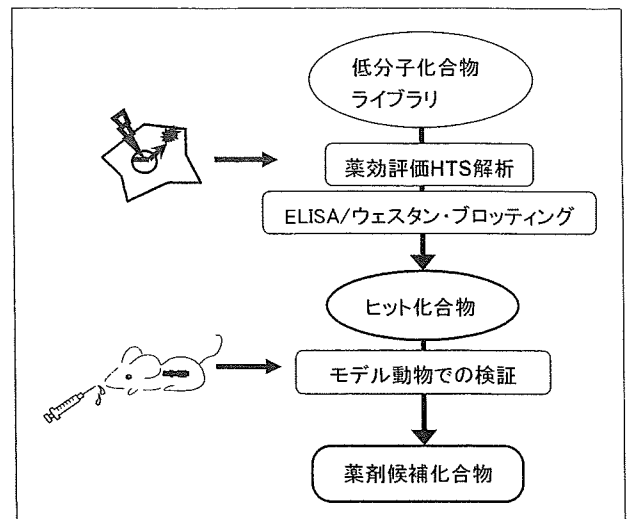 低分子化合物
ライブラリ
薬効評価HTS解析
ELISA/ウェスタン・ブロッティング
ヒット化合物
モデル動物での検証
薬剤候補化合物